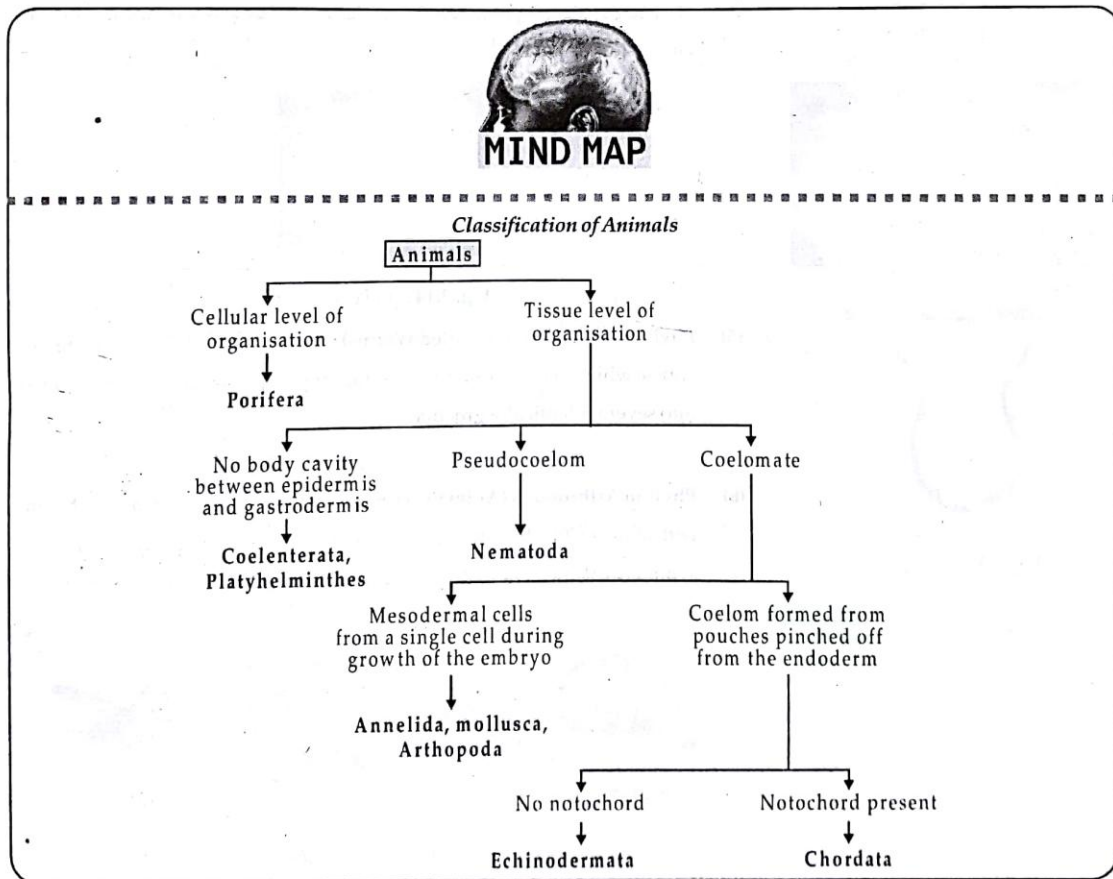 MIND MAP
Classification of Animals
Animals
Cellular level of
organisation
Porifera
Tissue level of
organisation
No body cavity
between epidermis
and gastrodermis
Coelenterata,
Platyhelminthes
Pseudocoelom
Nematoda
Coelomate
Mesodermal cells
from a single cell during
growth of the embryo
Annelida, mollusca,
Arthopoda
Coelom formed from
pouches pinched off
from the endoderm
No notochord
Echinodermata
Notochord present
Chordata